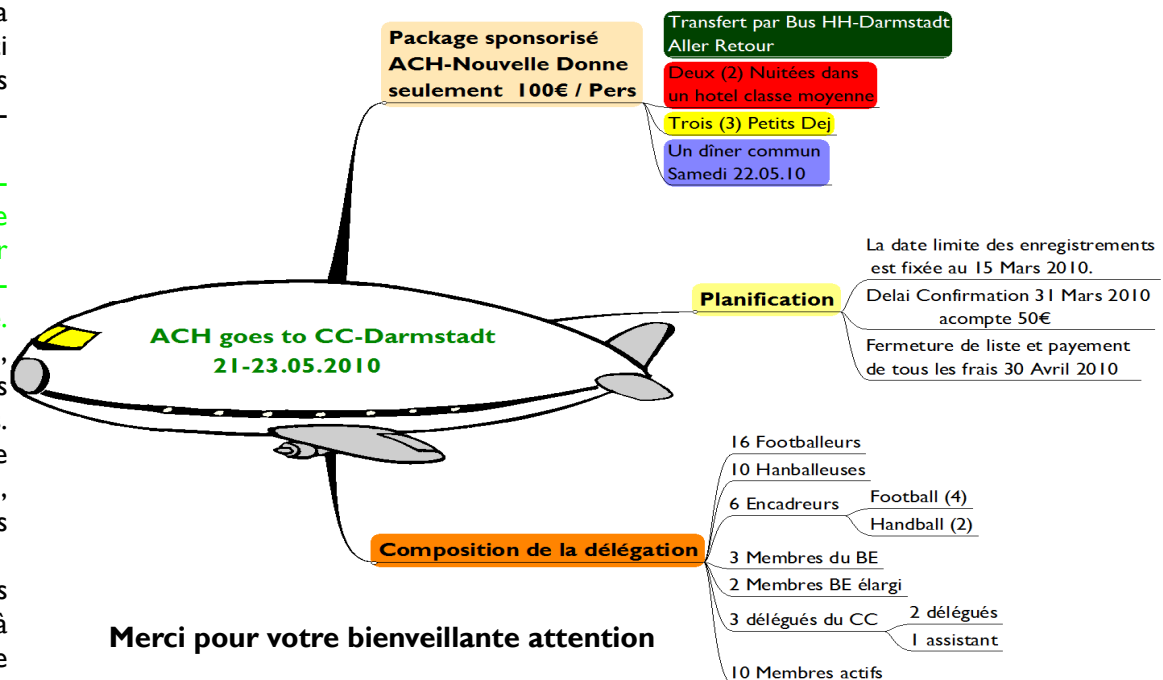 a
ti
s
–
–
e
r
–
.
,
s
.
e
,
s
s
à
e
Package sponsorisé
ACH-Nouvelle Donne
seulement 100€ / Pers
Transfert par Bus HH-Darmstadt
Aller Retour
Deux (2) Nuitées dans
un hotel classe moyenne
Trois (3) Petits Dej
Un dîner commun
Samedi 22.05.10
ACH goes to CC-Darmstadt
21-23.05.2010
Planification
La date limite des enregistrements
est fixée au 15 Mars 2010.
Delai Confirmation 31 Mars 2010
acompte 50€
Fermeture de liste et payement
de tous les frais 30 Avril 2010
Composition de la délégation
16 Footballeurs
10 Hanballeuses
6 Encadreurs
Football (4)
Handball (2)
3 Membres du BE
2 Membres BE élargi
3 délégués du CC
2 délégués
1 assistant
10 Membres actifs
Merci pour votre bienveillante attention